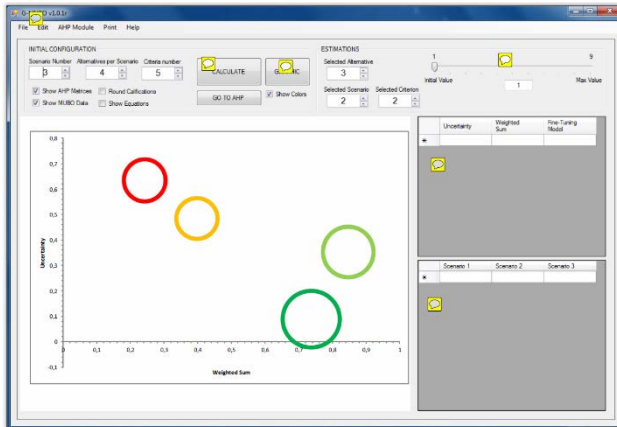 v1.0.1r
File Edit AHP Module Print Help
INITIAL CONFIGURATION
Scenario Number Alternatives per Scenario Criteria number
3 4 5
Show AHP Matrices Round Calificationes
Show MUBO Data Show Equations
CALCULATE
GO TO AHP
Show Colors
ESTIMATIONS
Selected Alternative
3
Selected Scenario Selected Criterion
2 2
1 9
Initial Value 1 Max Value
Uncertainty Weighted Sum Fine-Tuning Model
Scenario 1 Scenario 2 Scenario 3
0,8
0,7
0,6
0,5
0,4
0,3
0,2
0,1
0 0,1 0,2 0,3 0,4 0,5 0,6 0,7 0,8 0,9 1
-0,1
Uncertainty
Weighted Sum